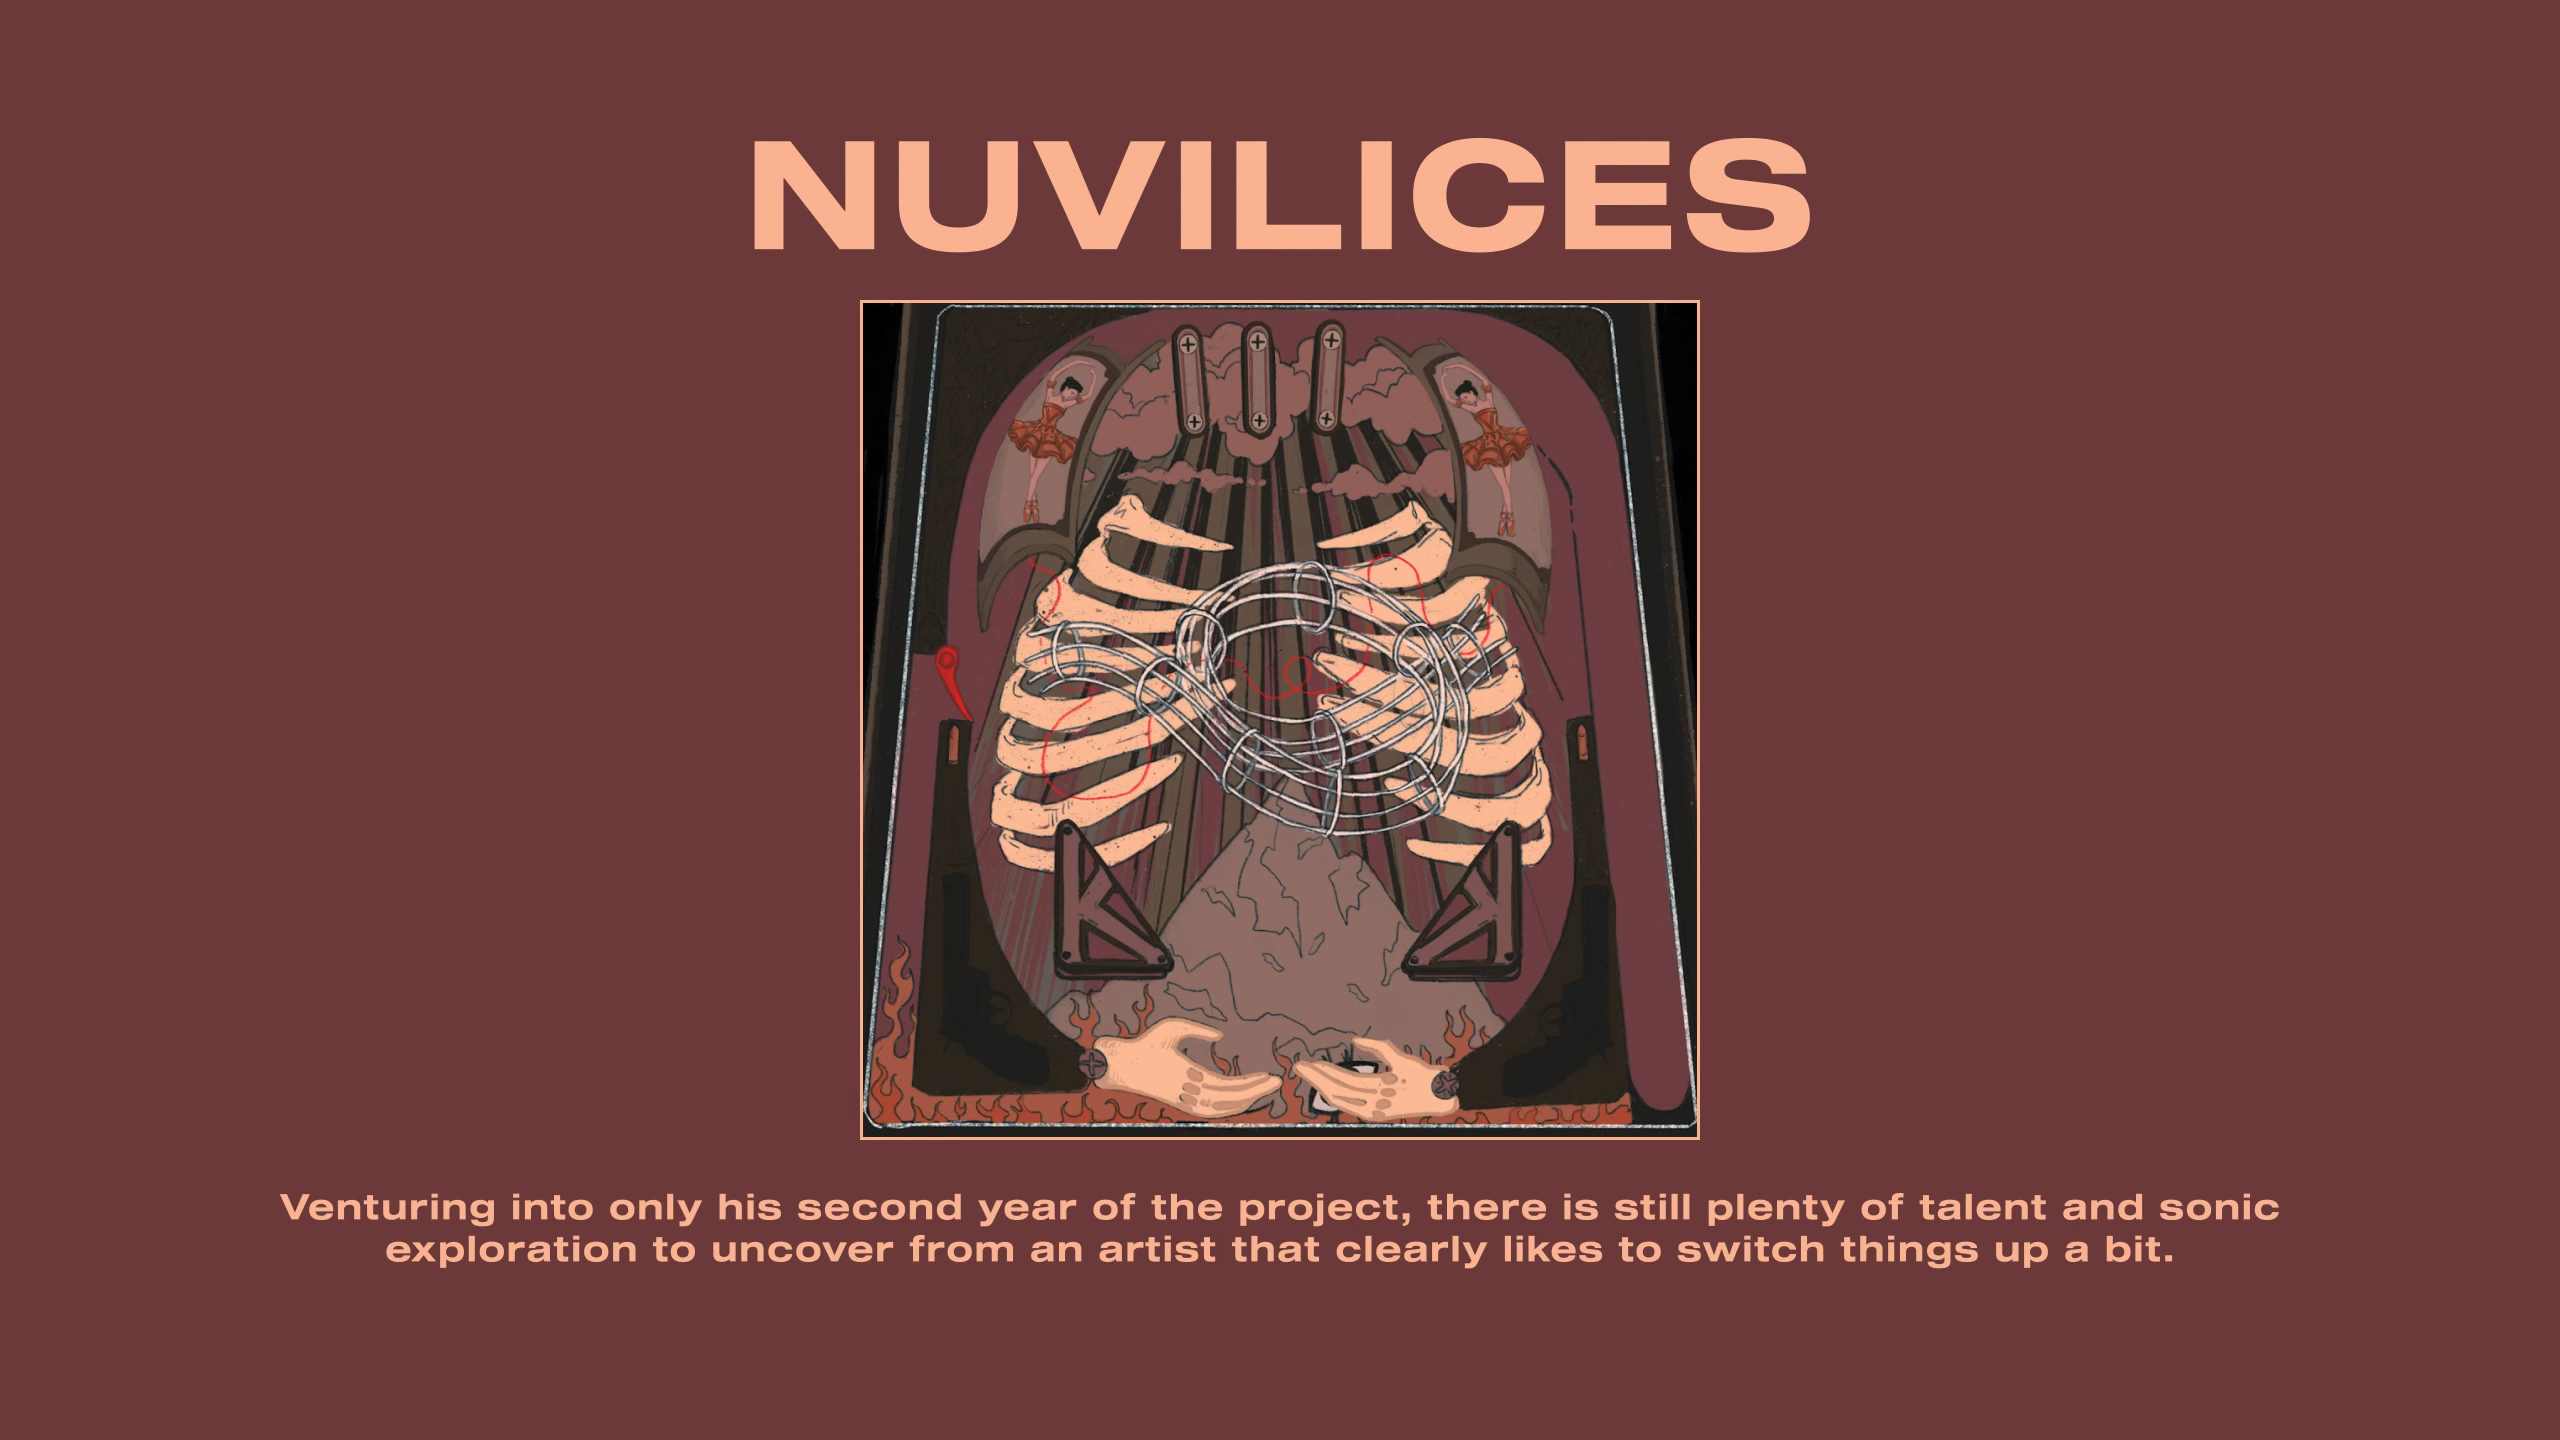 NUVILICES
Venturing into only his second year of the project, there is still plenty of talent and sonic
exploration to uncover from an artist that clearly likes to switch things up a bit.